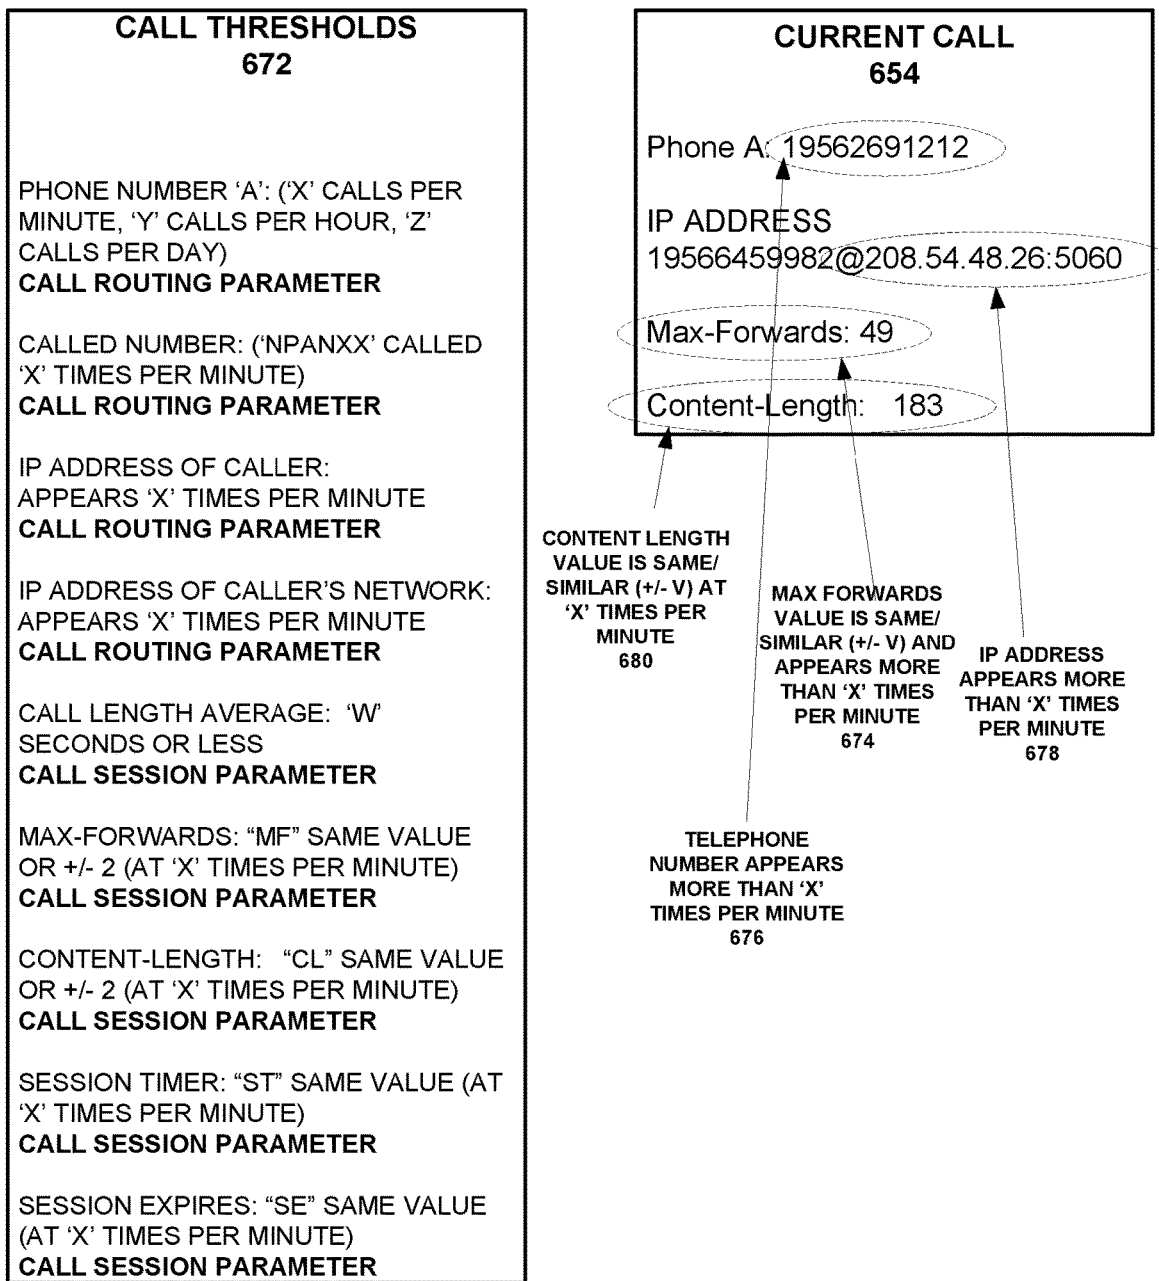 CALL THRESHOLDS
672
PHONE NUMBER ‘A’: (‘X’ CALLS PER
MINUTE, ‘Y’ CALLS PER HOUR, ‘Z’
CALLS PER DAY)
CALL ROUTING PARAMETER
CALLED NUMBER: (‘NPANXX’ CALLED
‘X’ TIMES PER MINUTE)
CALL ROUTING PARAMETER
IP ADDRESS OF CALLER:
APPEARS ‘X’ TIMES PER MINUTE
CALL ROUTING PARAMETER
IP ADDRESS OF CALLER’S NETWORK:
APPEARS ‘X’ TIMES PER MINUTE
CALL ROUTING PARAMETER
CALL LENGTH AVERAGE: ‘W’
SECONDS OR LESS
CALL SESSION PARAMETER
MAX-FORWARDS: “MF” SAME VALUE
OR +/- 2 (AT ‘X’ TIMES PER MINUTE)
CALL SESSION PARAMETER
CONTENT-LENGTH: “CL” SAME VALUE
OR +/- 2 (AT ‘X’ TIMES PER MINUTE)
CALL SESSION PARAMETER
SESSION TIMER: “ST” SAME VALUE (AT
‘X’ TIMES PER MINUTE)
CALL SESSION PARAMETER
SESSION EXPIRES: “SE” SAME VALUE
(AT ‘X’ TIMES PER MINUTE)
CALL SESSION PARAMETER
CURRENT CALL
654
Phone A: 19562691212
IP ADDRESS
19566459982@208.54.48.26:5060
Max-Forwards: 49
Content-Length: 183
CONTENT LENGTH
VALUE IS SAME/
SIMILAR (+/- V) AT
‘X’ TIMES PER
MINUTE
680
MAX FORWARDS
VALUE IS SAME/
SIMILAR (+/- V) AND
APPEARS MORE
THAN ‘X’ TIMES
PER MINUTE
674
IP ADDRESS
APPEARS MORE
THAN ‘X’ TIMES
PER MINUTE
678
TELEPHONE
NUMBER APPEARS
MORE THAN ‘X’
TIMES PER MINUTE
676